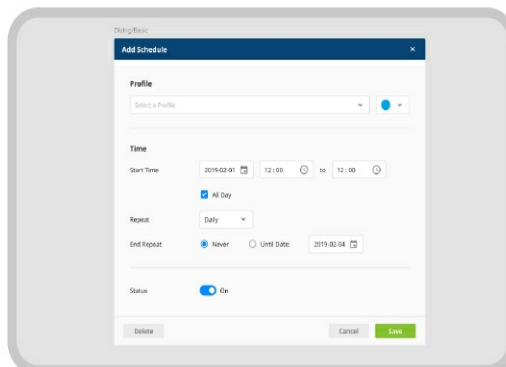 Dialog/Basic
Add Schedule ×
Profile
Select a Profile
Time
Start Time 2019-02-01 12 : 00 to 12 : 00
All Day
Repeat Daily
End Repeat Never Until Date: 2019-02-04
Status On
Delete Cancel Save